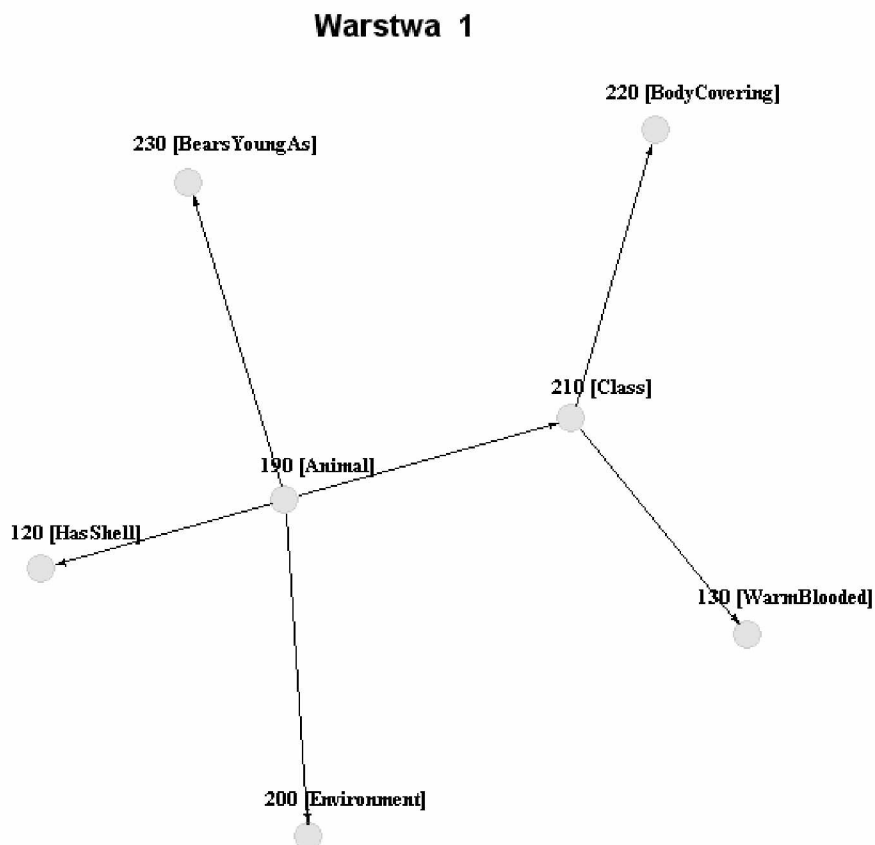 Warstwa 1
220 [BodyCovering]
230 [BearsYoungAs]
210 [Class]
190 [Animal]
120 [HasShell]
130 [WarmBlooded]
200 [Environment]